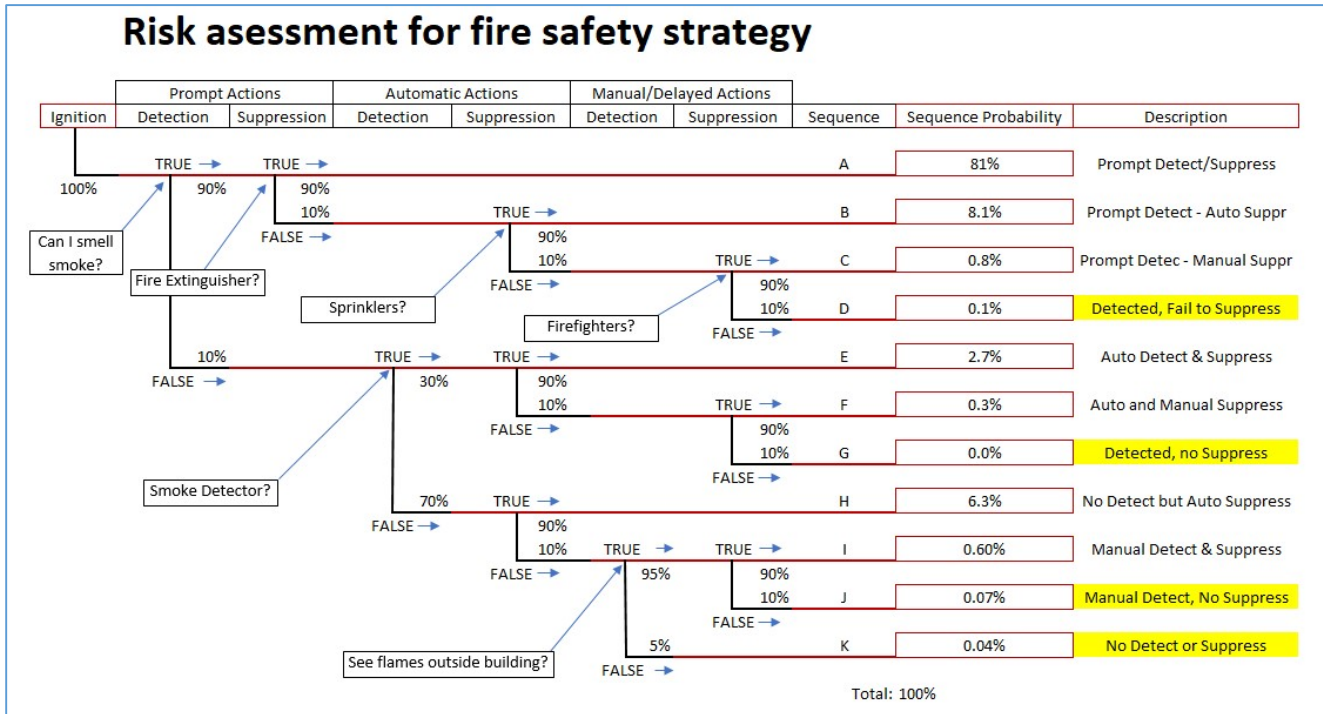 Risk asessment for fire safety strategy
Prompt Actions Automatic Actions Manual/Delayed Actions
Ignition Detection Suppression Detection Suppression Detection Suppression Sequence Sequence Probability Description
TRUE → TRUE → A 81% Prompt Detect/Suppress
100% 90% 90%
10% TRUE → B 8.1% Prompt Detect - Auto Suppr
FALSE → 90%
Can I smell
smoke?
Fire Extinguisher?
10% TRUE → C 0.8% Prompt Detec - Manual Suppr
Sprinklers?
FALSE → 90%
Firefighters?
10% D 0.1% Detected, Fail to Suppress
FALSE →
10% TRUE → TRUE → E 2.7% Auto Detect & Suppress
FALSE → 30% 90%
10% TRUE → F 0.3% Auto and Manual Suppress
FALSE → 90%
10% G 0.0% Detected, no Suppress
FALSE →
Smoke Detector?
70% TRUE → H 6.3% No Detect but Auto Suppress
FALSE → 90%
10% TRUE → TRUE → I 0.60% Manual Detect & Suppress
FALSE → 95% 90%
10% J 0.07% Manual Detect, No Suppress
FALSE →
See flames outside building?
5% K 0.04% No Detect or Suppress
FALSE →
Total: 100%